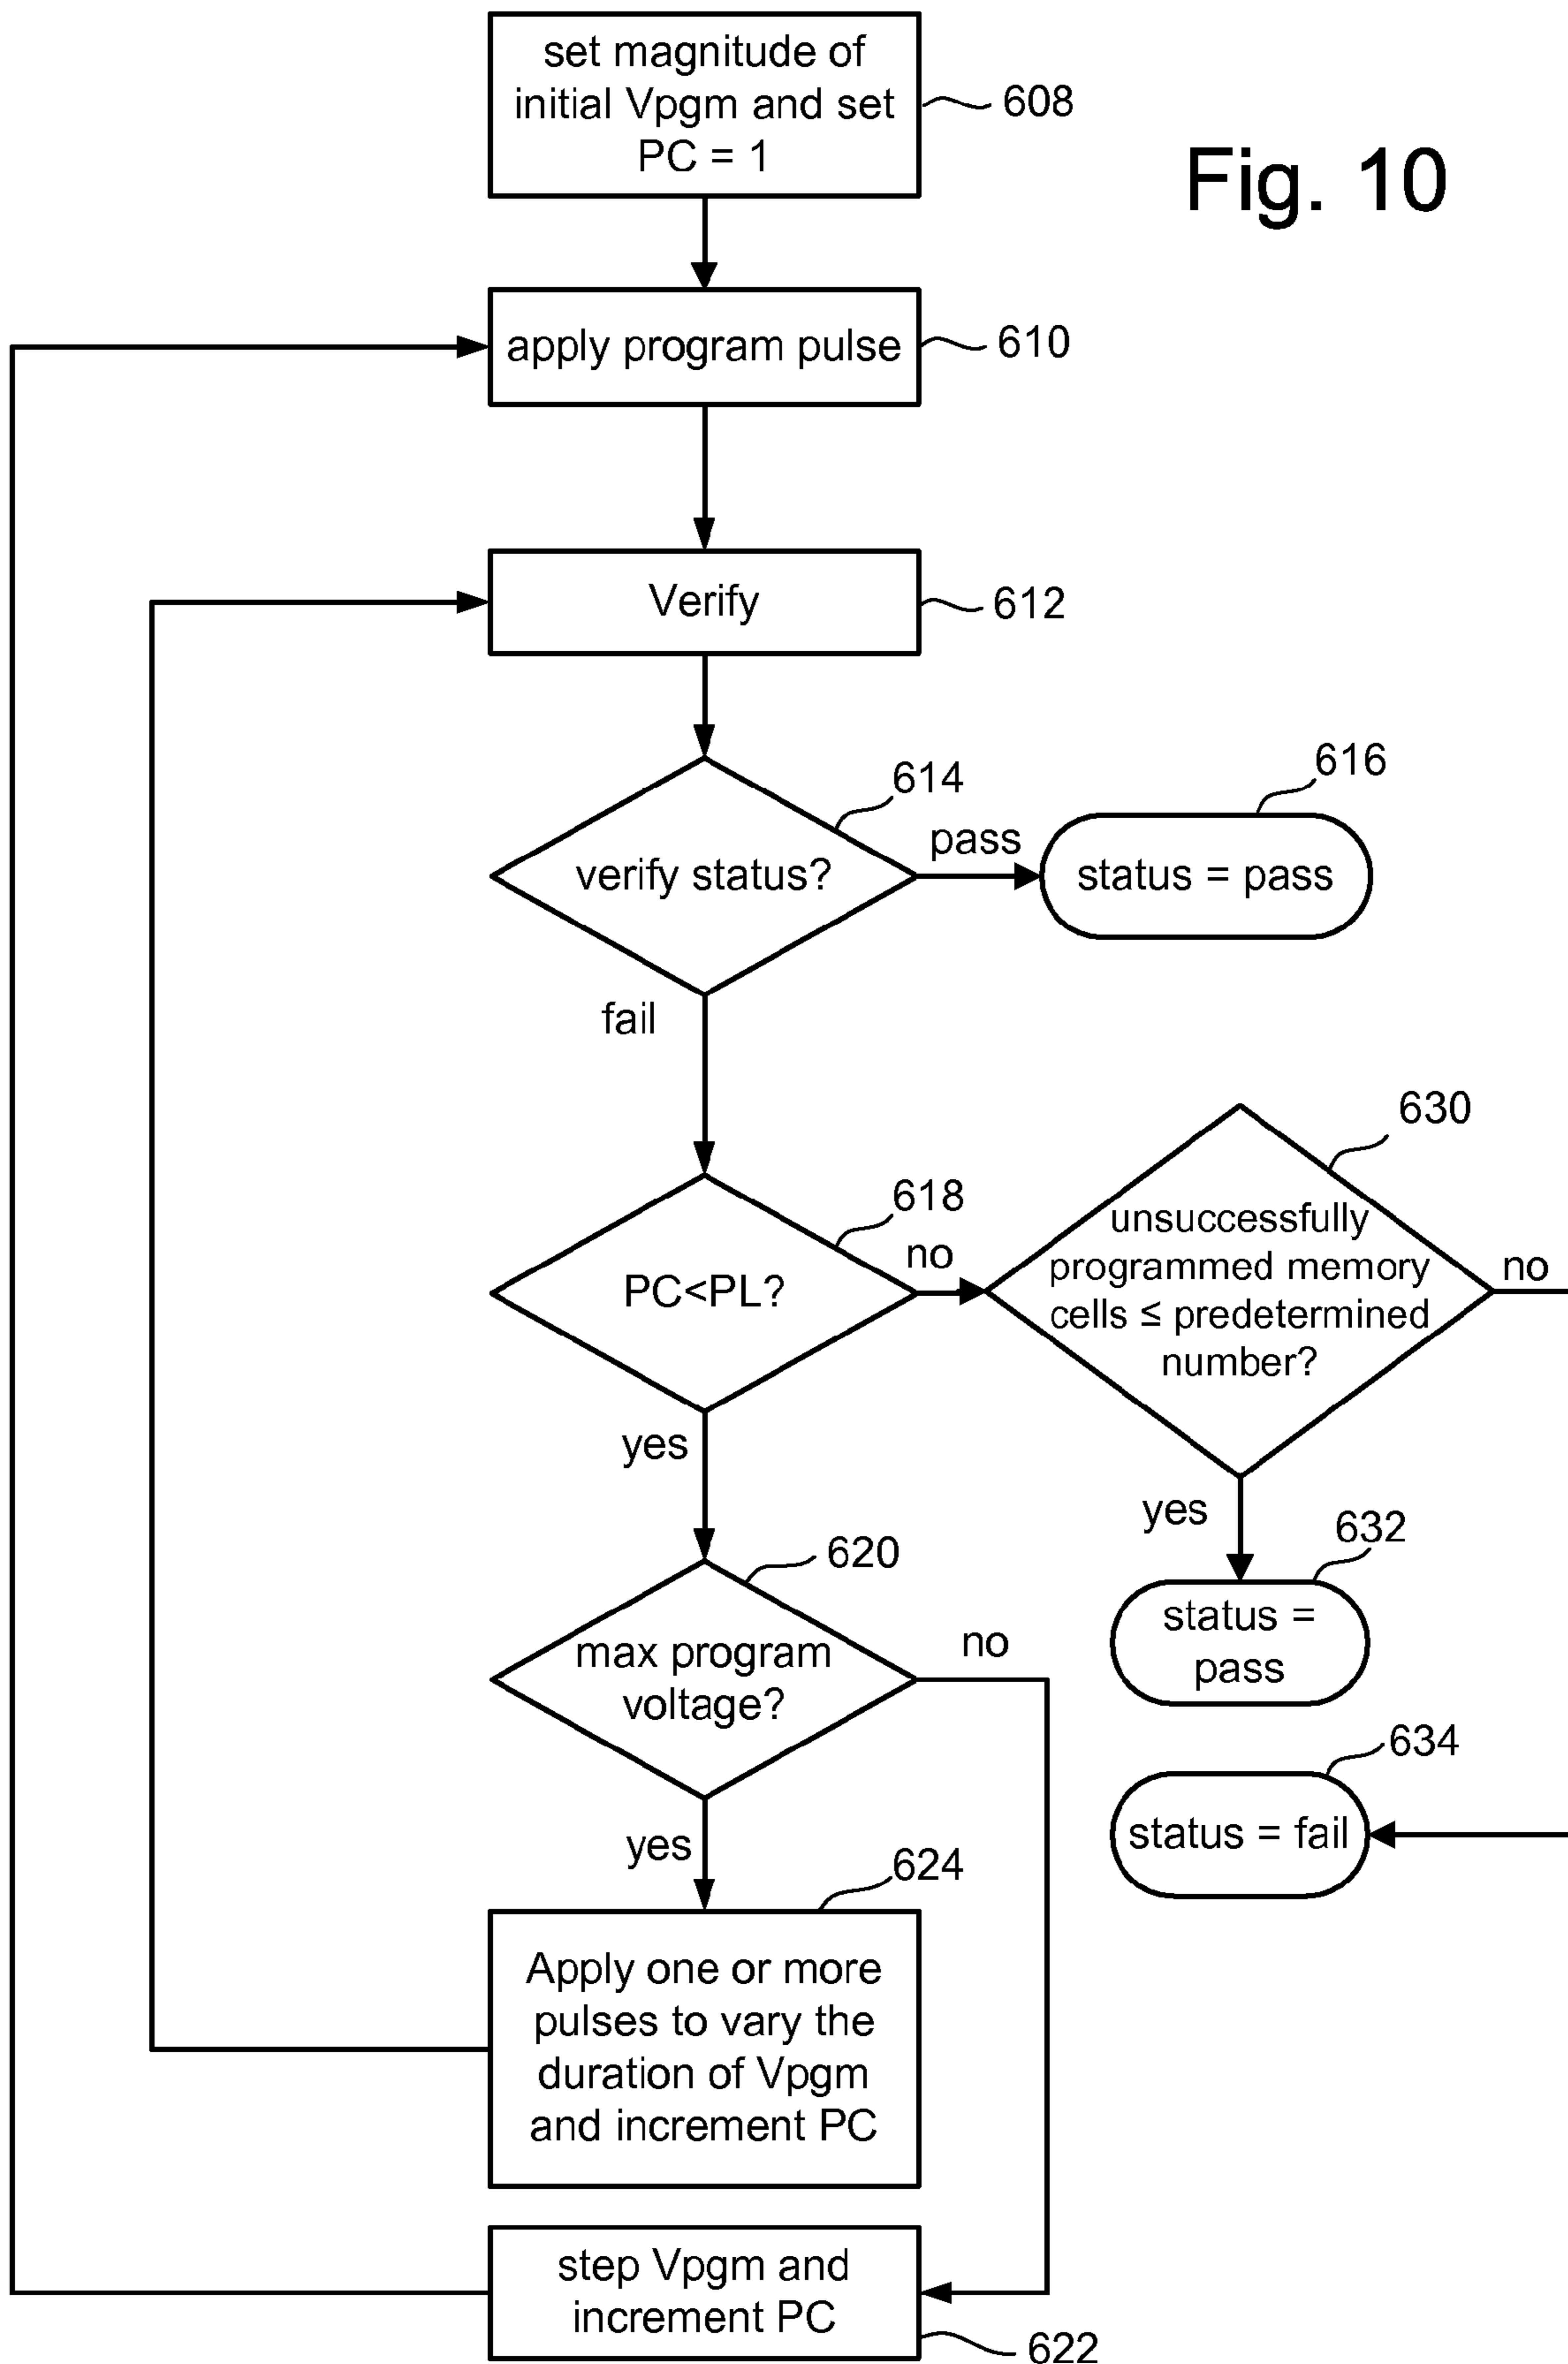 set magnitude of
initial Vpgm and set
PC = 1
608
Fig. 10
apply program pulse
610
Verify
612
614
616
verify status?
pass
status = pass
fail
630
618
unsuccessfully
programmed memory
cells ≤ predetermined
number?
no
no
PC<PL?
yes
yes
632
620
status =
pass
max program
voltage?
no
634
status = fail
yes
624
Apply one or more
pulses to vary the
duration of Vpgm
and increment PC
step Vpgm and
increment PC
622